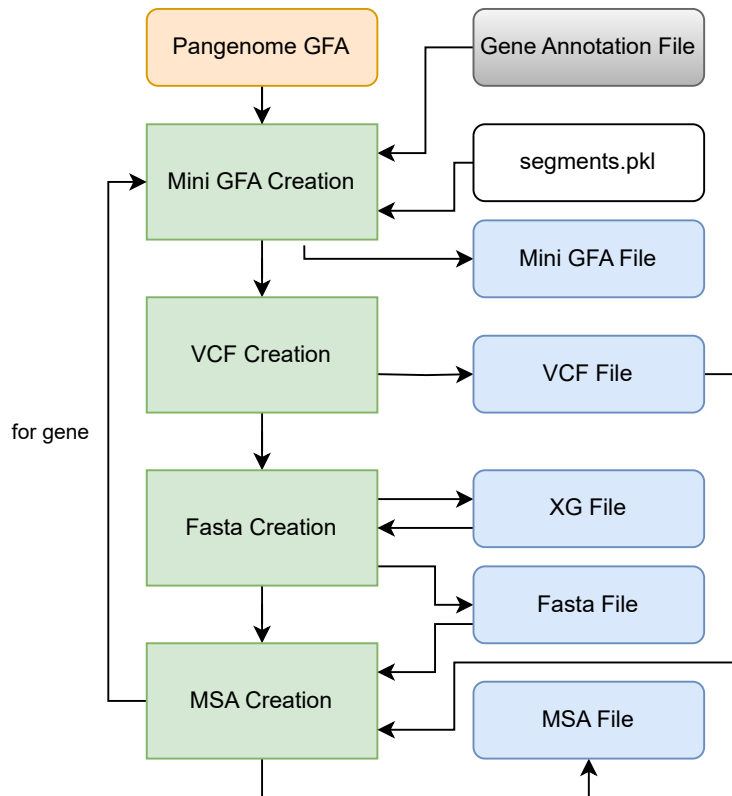 Pangenome GFA
Gene Annotation File
Mini GFA Creation
segments.pkl
Mini GFA File
VCF Creation
VCF File
for gene
Fasta Creation
XG File
Fasta File
MSA Creation
MSA File